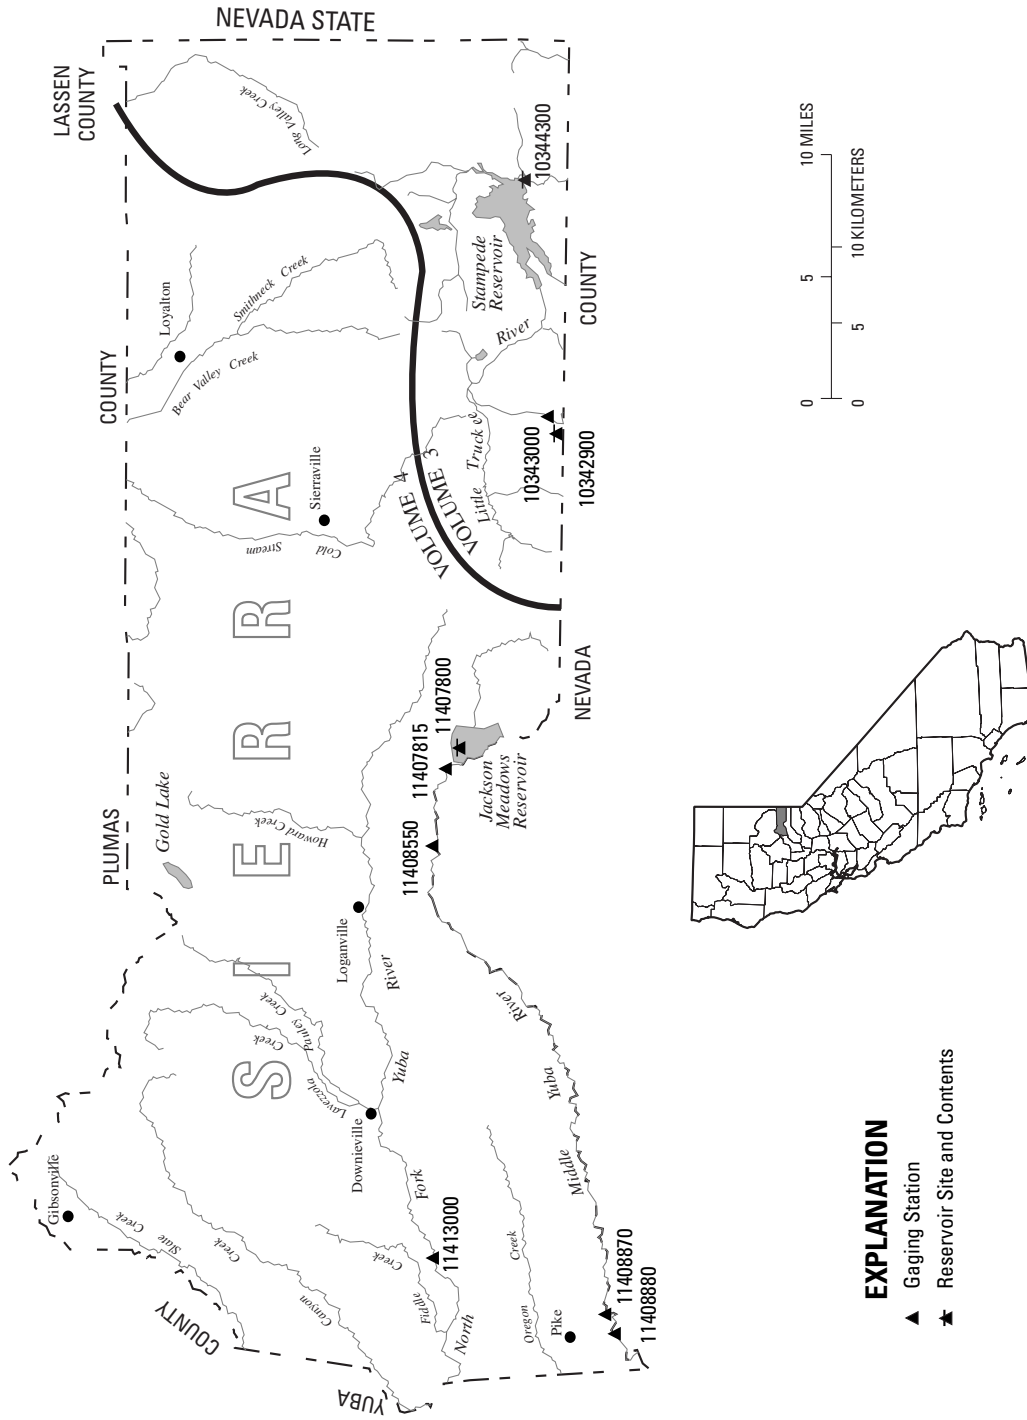 NEVADA STATE
LASSEN
COUNTY
Long Valley Creek
10344300
Stampede
Reservoir
COUNTY
Loyalton
Smithneck Creek
Bear Valley Creek
COUNTY
River
Little Truckee
10343000
10342900
VOLUME 4
VOLUME 3
Sierraville
Cold Stream
SIERRA
NEVADA
11407800
11407815
Jackson
Meadows
Reservoir
11408550
PLUMAS
Gold Lake
Howard Creek
Loganville
River
Yuba
Pauley Creek
Lavezzola Creek
Downieville
Fork
North
11413000
Fiddle Creek
Gibsonville
Slate Creek
Canyon Creek
COUNTY
YUBA
Oregon Creek
Pike
Middle Yuba River
11408870
11408880
0 5 10 MILES
0 5 10 KILOMETERS
EXPLANATION
Gaging Station
Reservoir Site and Contents